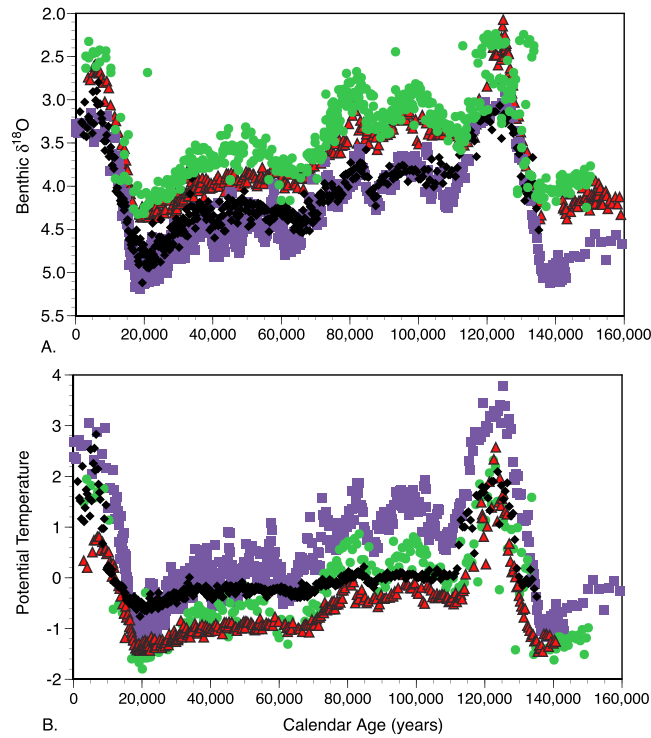 2.0
2.5
3.0
3.5
4.0
4.5
5.0
5.5
Benthic δ18O
0 20,000 40,000 60,000 80,000 100,000 120,000 140,000 160,000
A.
4
3
2
1
0
-1
-2
Potential Temperature
0 20,000 40,000 60,000 80,000 100,000 120,000 140,000 160,000
B. Calendar Age (years)